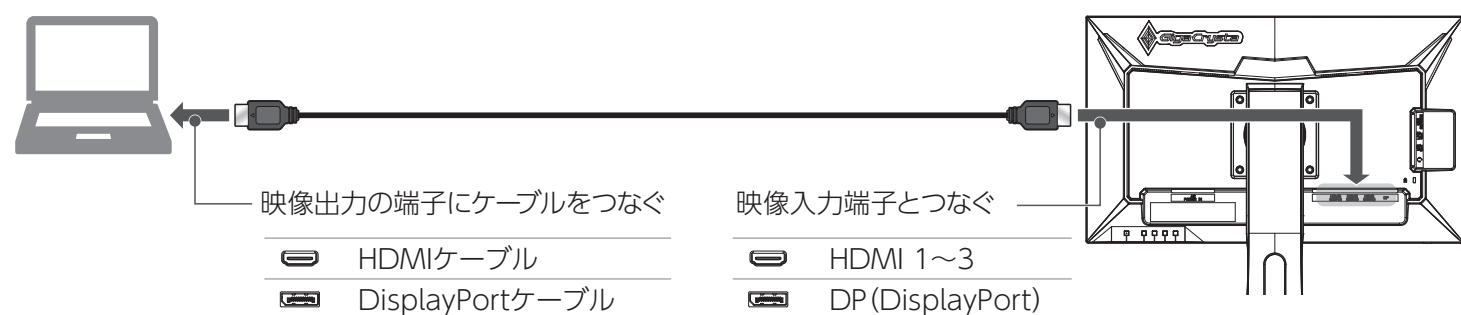 GigaCrysta
映像出力の端子にケーブルをつなぐ
HDMIケーブル
DisplayPortケーブル
映像入力端子とつなぐ
HDMI 1～3
DP(DisplayPort)